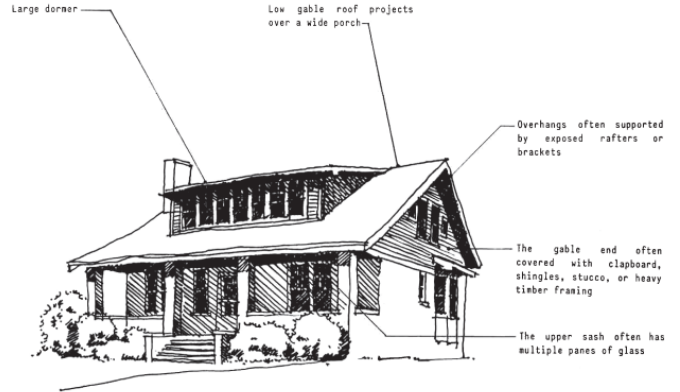 Large dormer
Low gable roof projects
over a wide porch
Overhangs often supported
by exposed rafters or
brackets
The gable end often
covered with clapboard,
shingles, stucco, or heavy
timber framing
The upper sash often has
multiple panes of glass